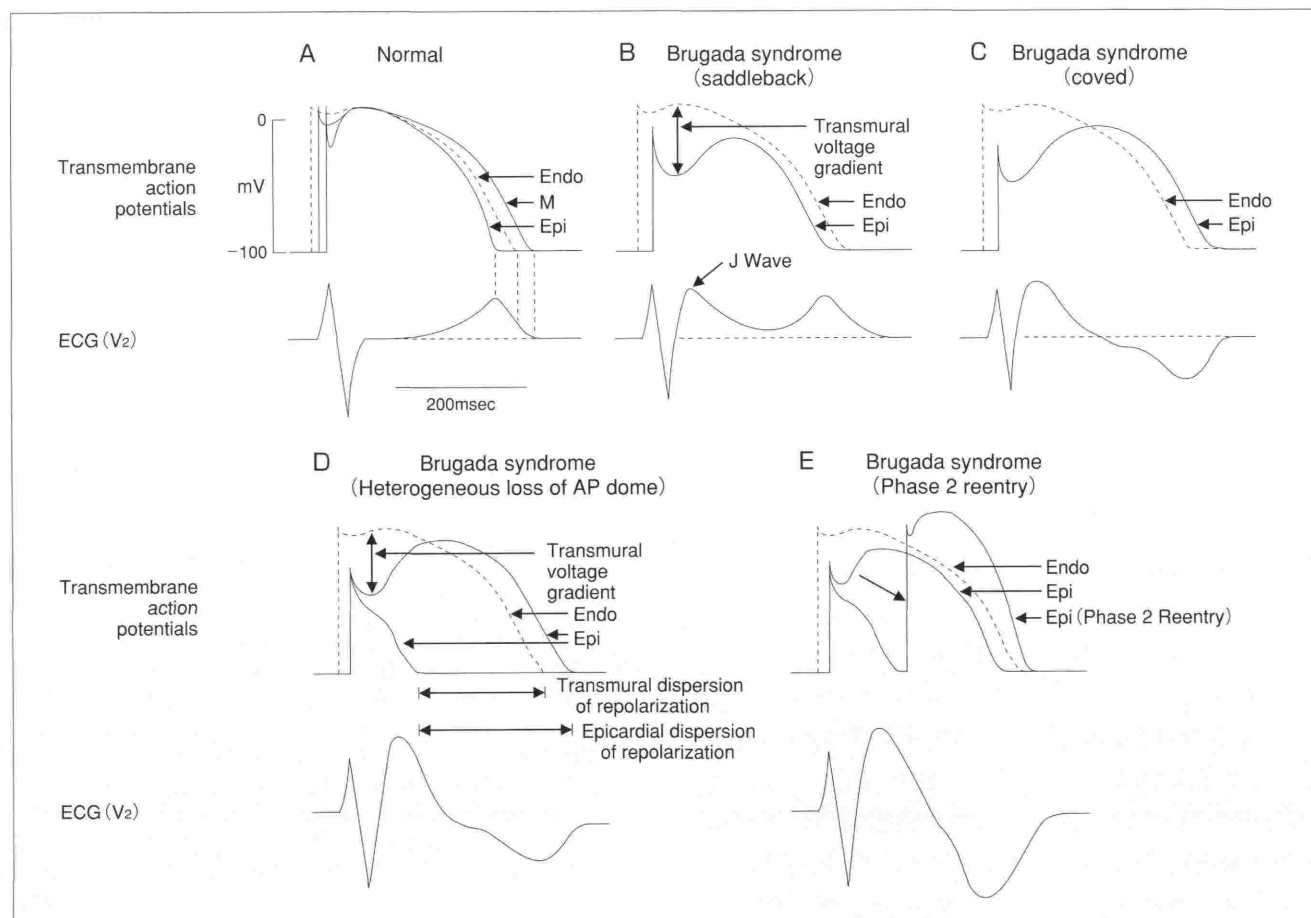 A Normal
B Brugada syndrome
(saddleback)
C Brugada syndrome
(coved)
0
mV
−100
Transmembrane
action
potentials
Endo
M
Epi
Transmural
voltage
gradient
Endo
Epi
Endo
Epi
J Wave
ECG(V2)
200msec
D Brugada syndrome
(Heterogeneous loss of AP dome)
E Brugada syndrome
(Phase 2 reentry)
Transmembrane
action
potentials
Transmural
voltage
gradient
Endo
Epi
Transmural dispersion
of repolarization
Epicardial dispersion
of repolarization
Endo
Epi
Epi(Phase 2 Reentry)
ECG(V2)